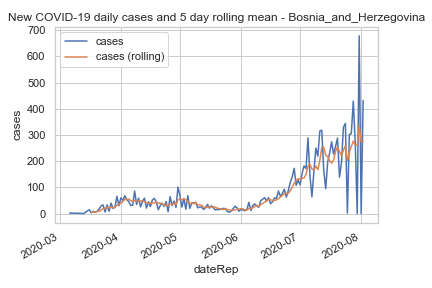 New COVID-19 daily cases and 5 day rolling mean - Bosnia_and_Herzegovina
cases
cases (rolling)
700
600
500
400
300
200
100
0
cases
2020-03
2020-04
2020-05
2020-06
2020-07
2020-08
dateRep